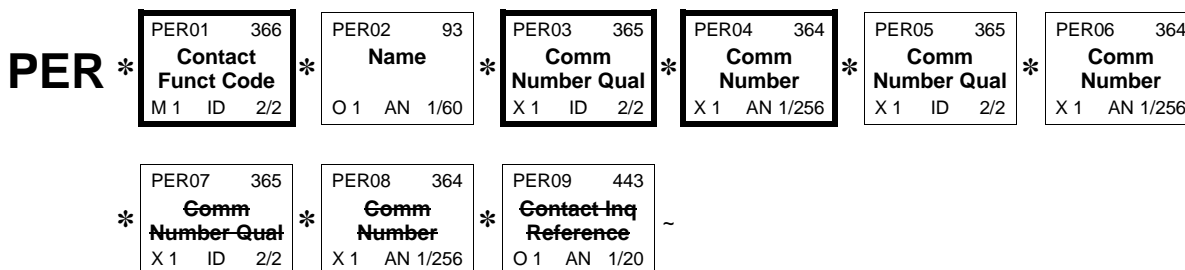 PER * PER01 366 * PER02 93 * PER03 365 * PER04 364 * PER05 365 * PER06 364
Contact Funct Code Name Comm Number Qual Comm Number Comm Number Qual Comm Number
M 1 ID 2/2 O 1 AN 1/60 X 1 ID 2/2 X 1 AN 1/256 X 1 ID 2/2 X 1 AN 1/256
* PER07 365 * PER08 364 * PER09 443 ~
Comm Number Qual Comm Number Contact Inq Reference
X 1 ID 2/2 X 1 AN 1/256 O 1 AN 1/20